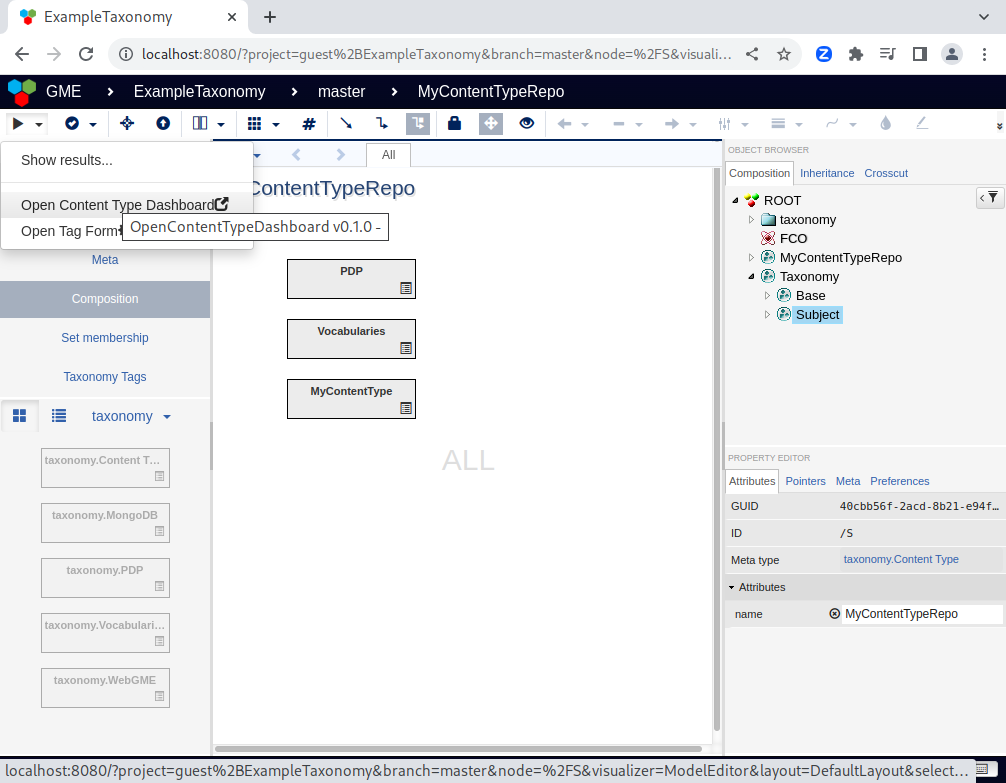 ExampleTaxonomy
localhost:8080/?project=guest%2BExampleTaxonomy&branch=master&node=%2FS&visuali...
GME
ExampleTaxonomy
master
MyContentTypeRepo
Show results...
Open Content Type Dashboard
Open Tag Form
OpenContentTypeDashboard v0.1.0 -
Meta
Composition
Set membership
Taxonomy Tags
taxonomy
taxonomy.Content T...
taxonomy.MongoDB
taxonomy.PDP
taxonomy.Vocabulari...
taxonomy.WebGME
All
ContentTypeRepo
PDP
Vocabularies
MyContentType
ALL
OBJECT BROWSER
Composition
Inheritance
Crosscut
ROOT
taxonomy
FCO
MyContentTypeRepo
Taxonomy
Base
Subject
PROPERTY EDITOR
Attributes
Pointers
Meta
Preferences
GUID
40cbb56f-2acd-8b21-e94f...
ID
/S
Meta type
taxonomy.Content Type
Attributes
name
MyContentTypeRepo
localhost:8080/?project=guest%2BExampleTaxonomy&branch=master&node=%2FS&visualizer=ModelEditor&layout=DefaultLayout&select...